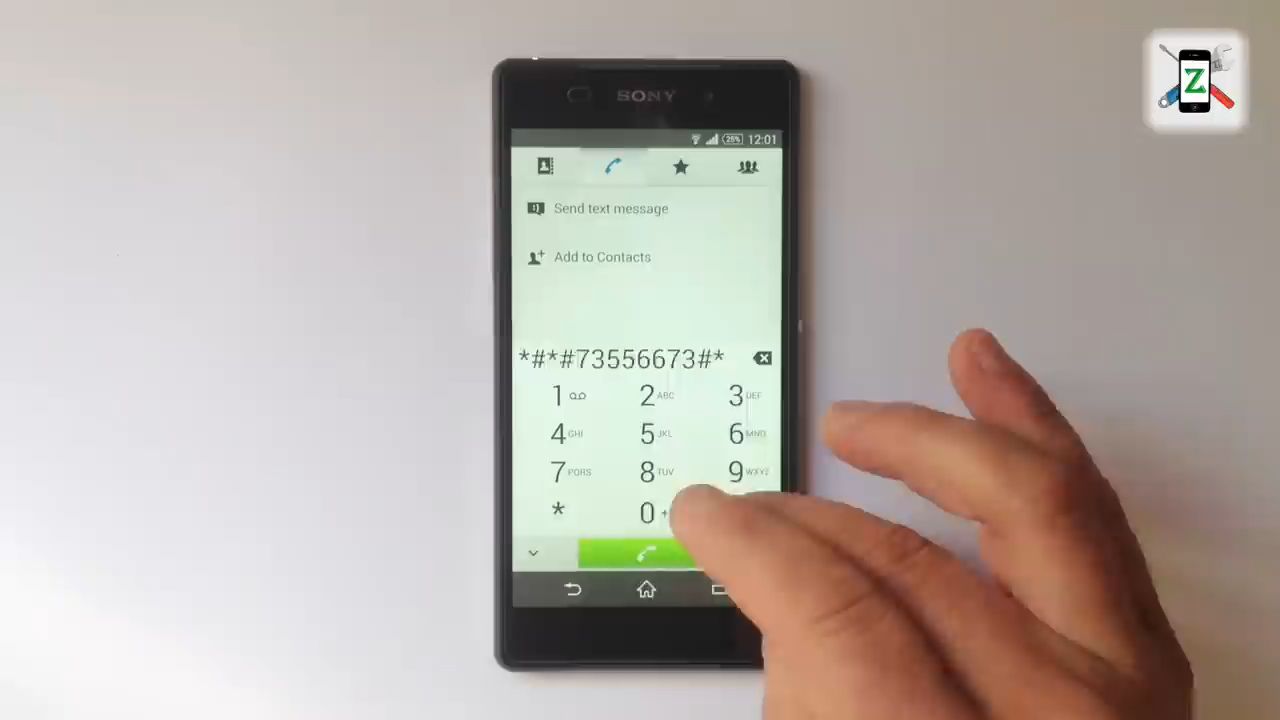 SONY
25% 12:01
Send text message
Add to Contacts
*#*#73556673#*
1 2 ABC 3 DEF
4 GHI 5 JKL 6 MNO
7 PQRS 8 TUV 9 WXYZ
* 0 +
Z